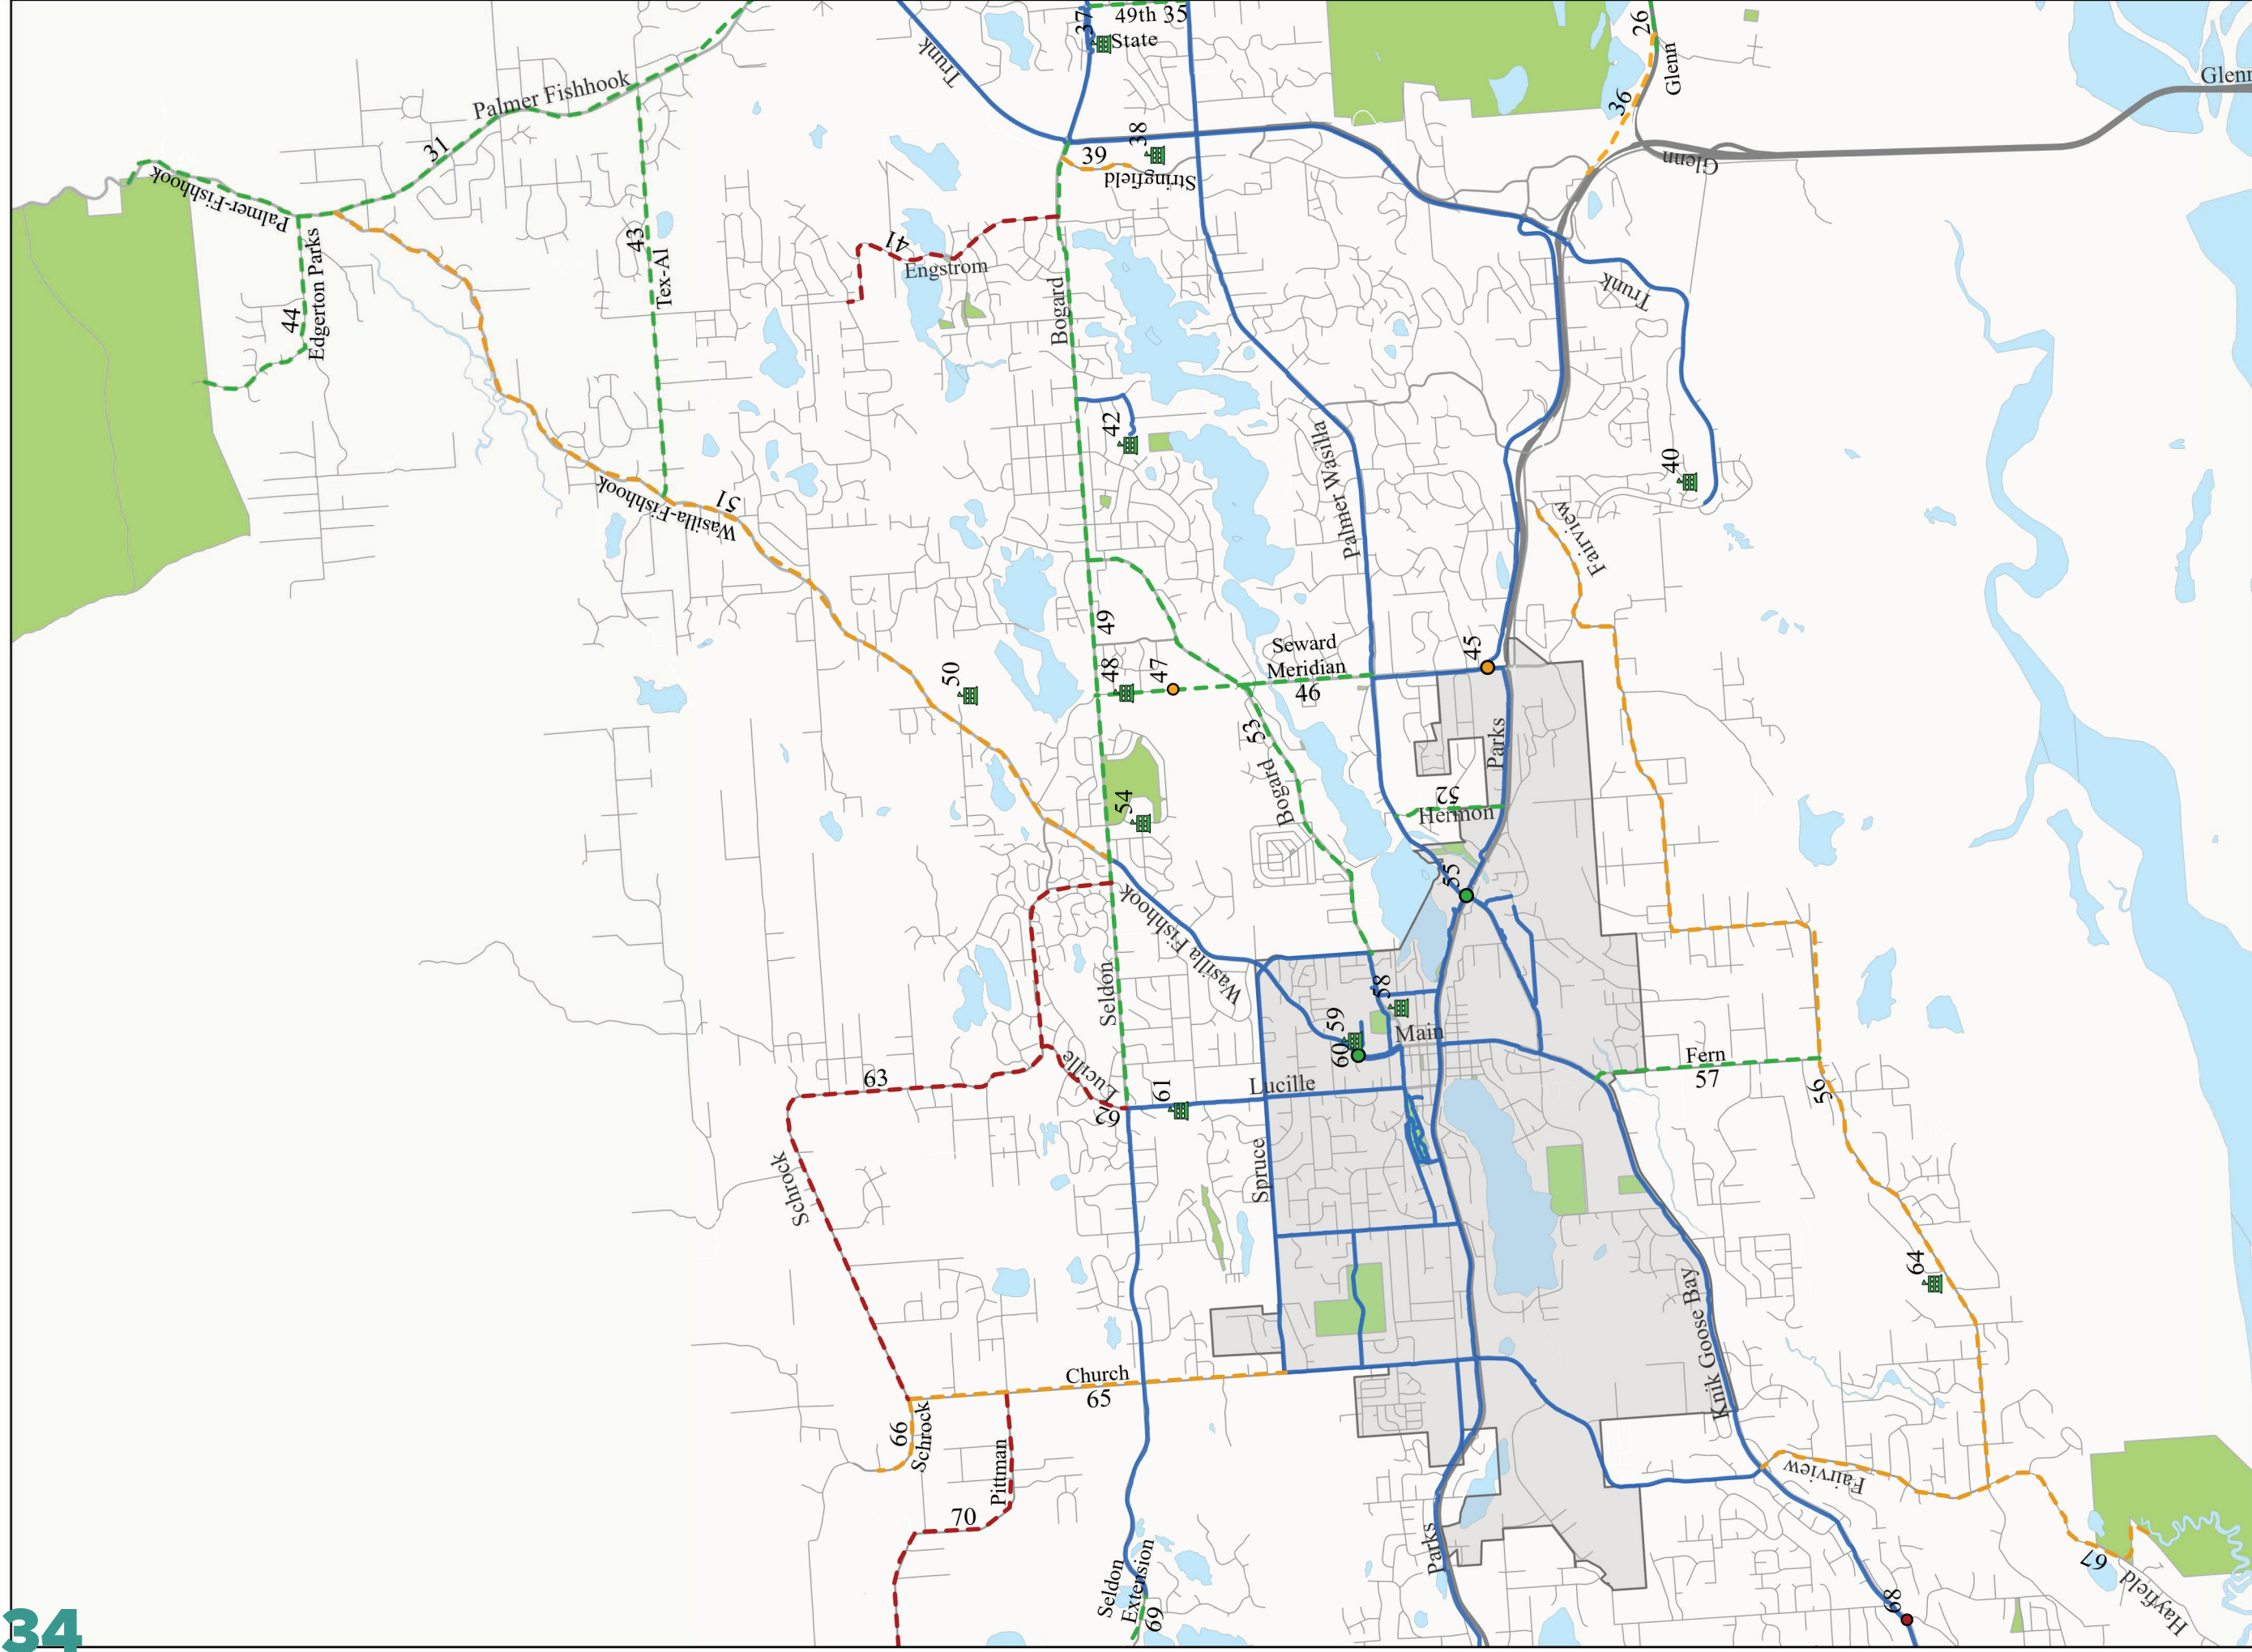 37
49th 35
State
26
Glenn
Trunk
Glenn
Palmer Fishhook
31
36
38
39
Stringfield
Glenn
Palmer-Fishhook
Edgerton Parks
44
43
Tex-Al
41
Engstrom
Bogard
Trunk
42
Palmer Wasilla
40
Wasilla-Fishhook
51
Fairview
49
Seward
Meridian
46
45
50
48
47
53
Bogard
Parks
54
52
Hermon
55
Wasilla Fishhook
Seldon
58
59
60
Main
63
Lucille
62
61
Lucille
Fern
57
56
Schrock
Spruce
64
Knik Goose Bay
Church
65
66
Schrock
Pittman
70
Fairview
Seldon
Extension
69
Parks
67
Hayfield
68
34